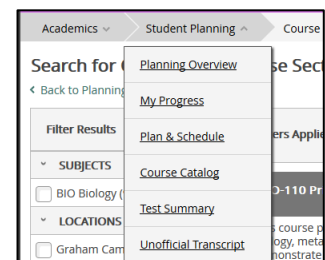 Academics Student Planning Course
Search for se Sect
< Back to Planning
Planning Overview
My Progress
Filter Results ers Applie
Plan & Schedule
SUBJECTS
Course Catalog
BIO Biology ( O-110 Pr
Test Summary
LOCATIONS s course p
ogy, meta
Graham Cam Unofficial Transcript monstrate